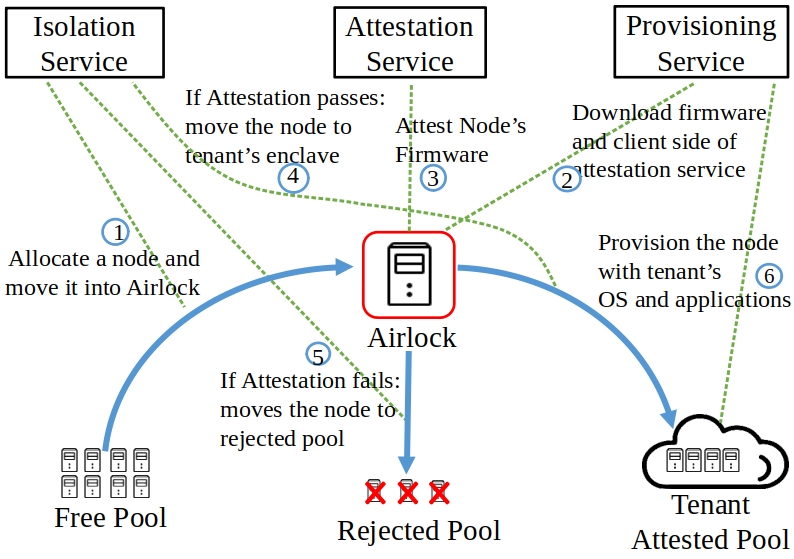 Isolation
Service
Attestation
Service
Provisioning
Service
If Attestation passes:
move the node to
tenant's enclave
4
Attest Node's
Firmware
3
Download firmware
and client side of
attestation service
2
1
Allocate a node and
move it into Airlock
Provision the node
with tenant's
OS and applications
6
Airlock
5
If Attestation fails:
moves the node to
rejected pool
Free Pool
Rejected Pool
Tenant
Attested Pool